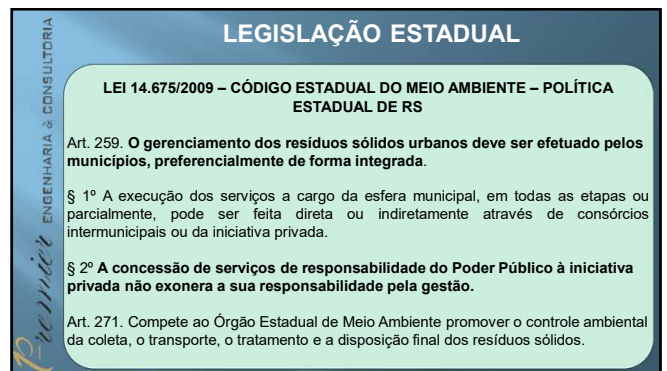 LEGISLAÇÃO ESTADUAL
LEI 14.675/2009 – CÓDIGO ESTADUAL DO MEIO AMBIENTE – POLÍTICA
ESTADUAL DE RS
Art. 259. O gerenciamento dos resíduos sólidos urbanos deve ser efetuado pelos
municípios, preferencialmente de forma integrada.
§ 1º A execução dos serviços a cargo da esfera municipal, em todas as etapas ou
parcialmente, pode ser feita direta ou indiretamente através de consórcios
intermunicipais ou da iniciativa privada.
§ 2º A concessão de serviços de responsabilidade do Poder Público à iniciativa
privada não exonera a sua responsabilidade pela gestão.
Art. 271. Compete ao Órgão Estadual de Meio Ambiente promover o controle ambiental
da coleta, o transporte, o tratamento e a disposição final dos resíduos sólidos.
Premier ENGENHARIA & CONSULTORIA